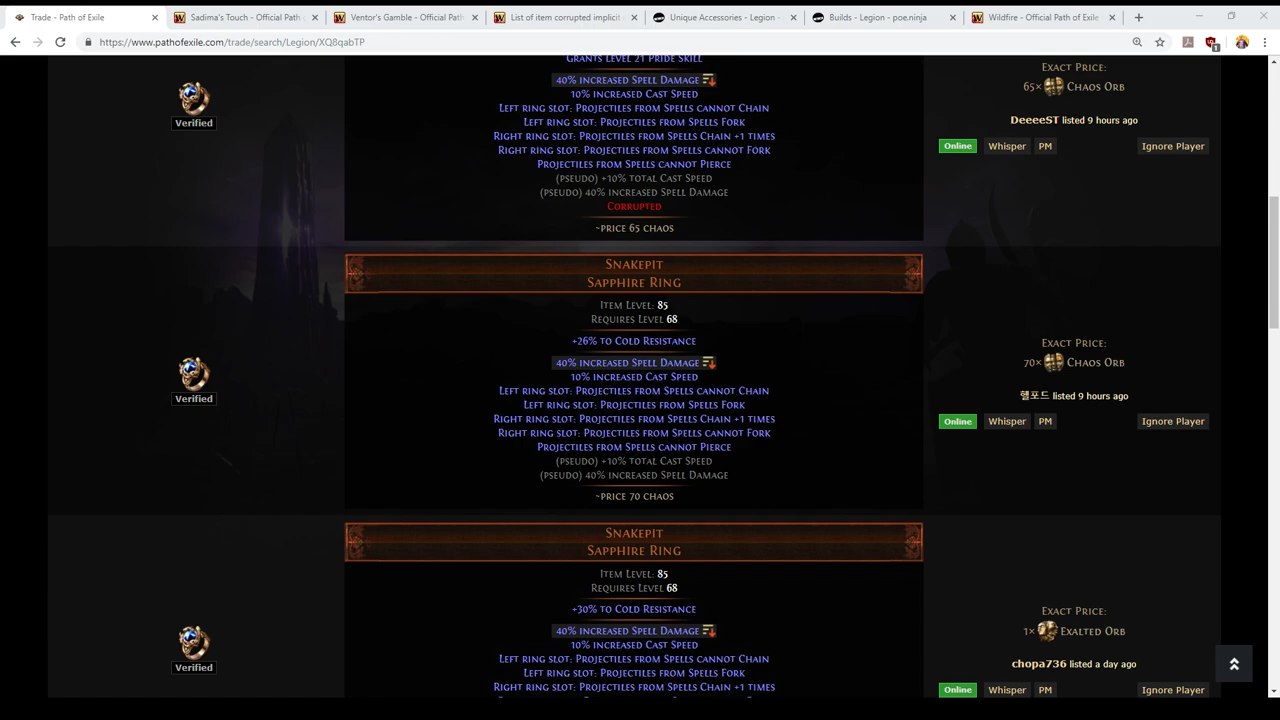 Trade - Path of Exile
Sadima's Touch - Official Path
Ventor's Gamble - Official Path
List of item corrupted implicit
Unique Accessories - Legion -
Builds - Legion - poe.ninja
Wildfire - Official Path of Exile
https://www.pathofexile.com/trade/search/Legion/XQ8qabTP
1
Grants Level 21 Pride Skill
40% increased Spell Damage
10% increased Cast Speed
Left ring slot: Projectiles from Spells cannot Chain
Left ring slot: Projectiles from Spells Fork
Right ring slot: Projectiles from Spells Chain +1 times
Right ring slot: Projectiles from Spells cannot Fork
Projectiles from Spells cannot Pierce
(pseudo) +10% total Cast Speed
(pseudo) 40% increased Spell Damage
Corrupted
~price 65 chaos
Verified
Exact Price:
65× Chaos Orb
DeeeeST listed 9 hours ago
Online Whisper PM Ignore Player
Snakepit
Sapphire Ring
Item Level: 85
Requires Level 68
+26% to Cold Resistance
40% increased Spell Damage
10% increased Cast Speed
Left ring slot: Projectiles from Spells cannot Chain
Left ring slot: Projectiles from Spells Fork
Right ring slot: Projectiles from Spells Chain +1 times
Right ring slot: Projectiles from Spells cannot Fork
Projectiles from Spells cannot Pierce
(pseudo) +10% total Cast Speed
(pseudo) 40% increased Spell Damage
~price 70 chaos
Verified
Exact Price:
70× Chaos Orb
헬포드 listed 9 hours ago
Online Whisper PM Ignore Player
Snakepit
Sapphire Ring
Item Level: 85
Requires Level 68
+30% to Cold Resistance
40% increased Spell Damage
10% increased Cast Speed
Left ring slot: Projectiles from Spells cannot Chain
Left ring slot: Projectiles from Spells Fork
Right ring slot: Projectiles from Spells Chain +1 times
Verified
Exact Price:
1× Exalted Orb
chopa736 listed a day ago
Online Whisper PM Ignore Player